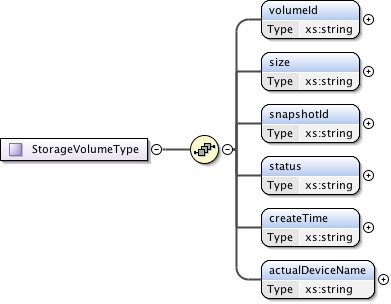 volumeId
Type xs:string
size
Type xs:string
snapshotId
Type xs:string
StorageVolumeType
status
Type xs:string
createTime
Type xs:string
actualDeviceName
Type xs:string